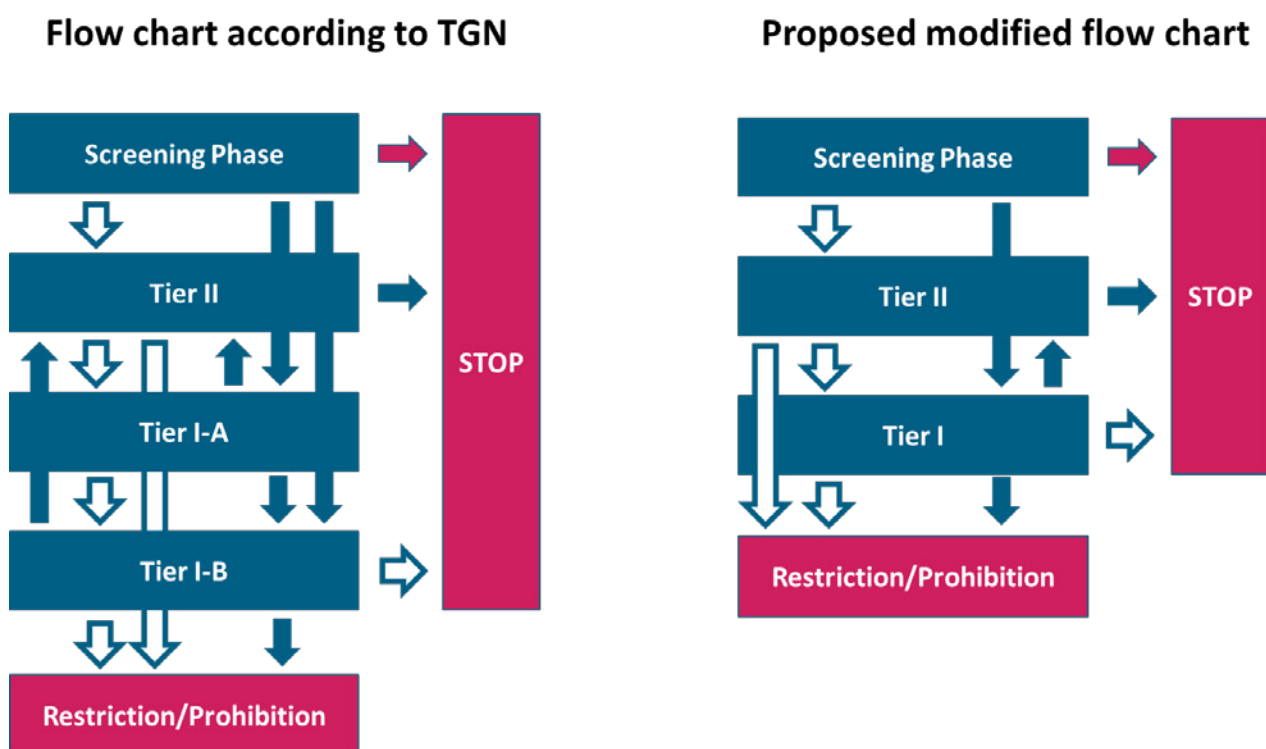 Flow chart according to TGN
Screening Phase
Tier II
STOP
Tier I-A
Tier I-B
Restriction/Prohibition
Proposed modified flow chart
Screening Phase
Tier II
STOP
Tier I
Restriction/Prohibition